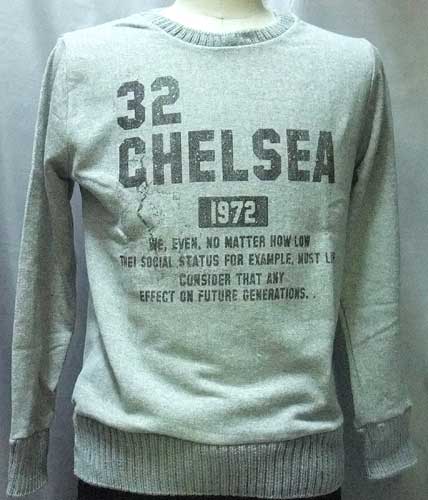 32
CHELSEA
1972
WE, EVEN, NO MATTER HOW LOW
THEI SOCIAL STATUS FOR EXAMPLE, MUST LI
CONSIDER THAT ANY
EFFECT ON FUTURE GENERATIONS. .